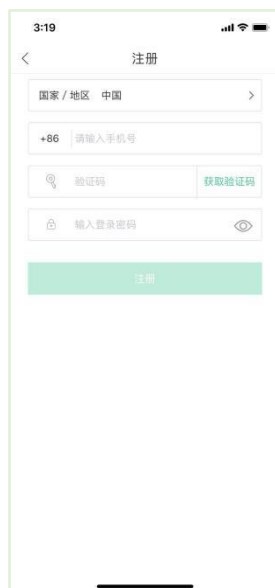 3:19
注册
国家 / 地区 中国
+86 请输入手机号
验证码 获取验证码
输入登录密码
注册